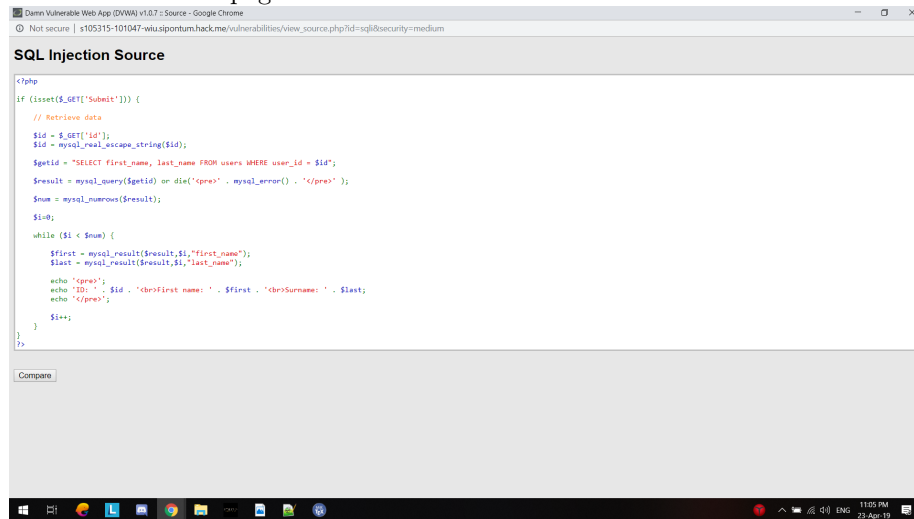 Damn Vulnerable Web App (DVWA) v1.0.7 :: Source - Google Chrome
Not secure | s105315-101047-wiu.sipontum.hack.me/vulnerabilities/view_source.php?id=sqli&security=medium
SQL Injection Source
<?php
if (isset($_GET['Submit'])) {
// Retrieve data
$id = $_GET['id'];
$id = mysql_real_escape_string($id);
$getid = "SELECT first_name, last_name FROM users WHERE user_id = $id";
$result = mysql_query($getid) or die('<pre>' . mysql_error() . '</pre>' );
$num = mysql_numrows($result);
$i=0;
while ($i < $num) {
$first = mysql_result($result,$i,"first_name");
$last = mysql_result($result,$i,"last_name");
echo '<pre>';
echo 'ID: ' . $id . '<br>First name: ' . $first . '<br>Surname: ' . $last;
echo '</pre>';
$i++;
}
}
?>
Compare
L
ENG
11:05 PM
23-Apr-19